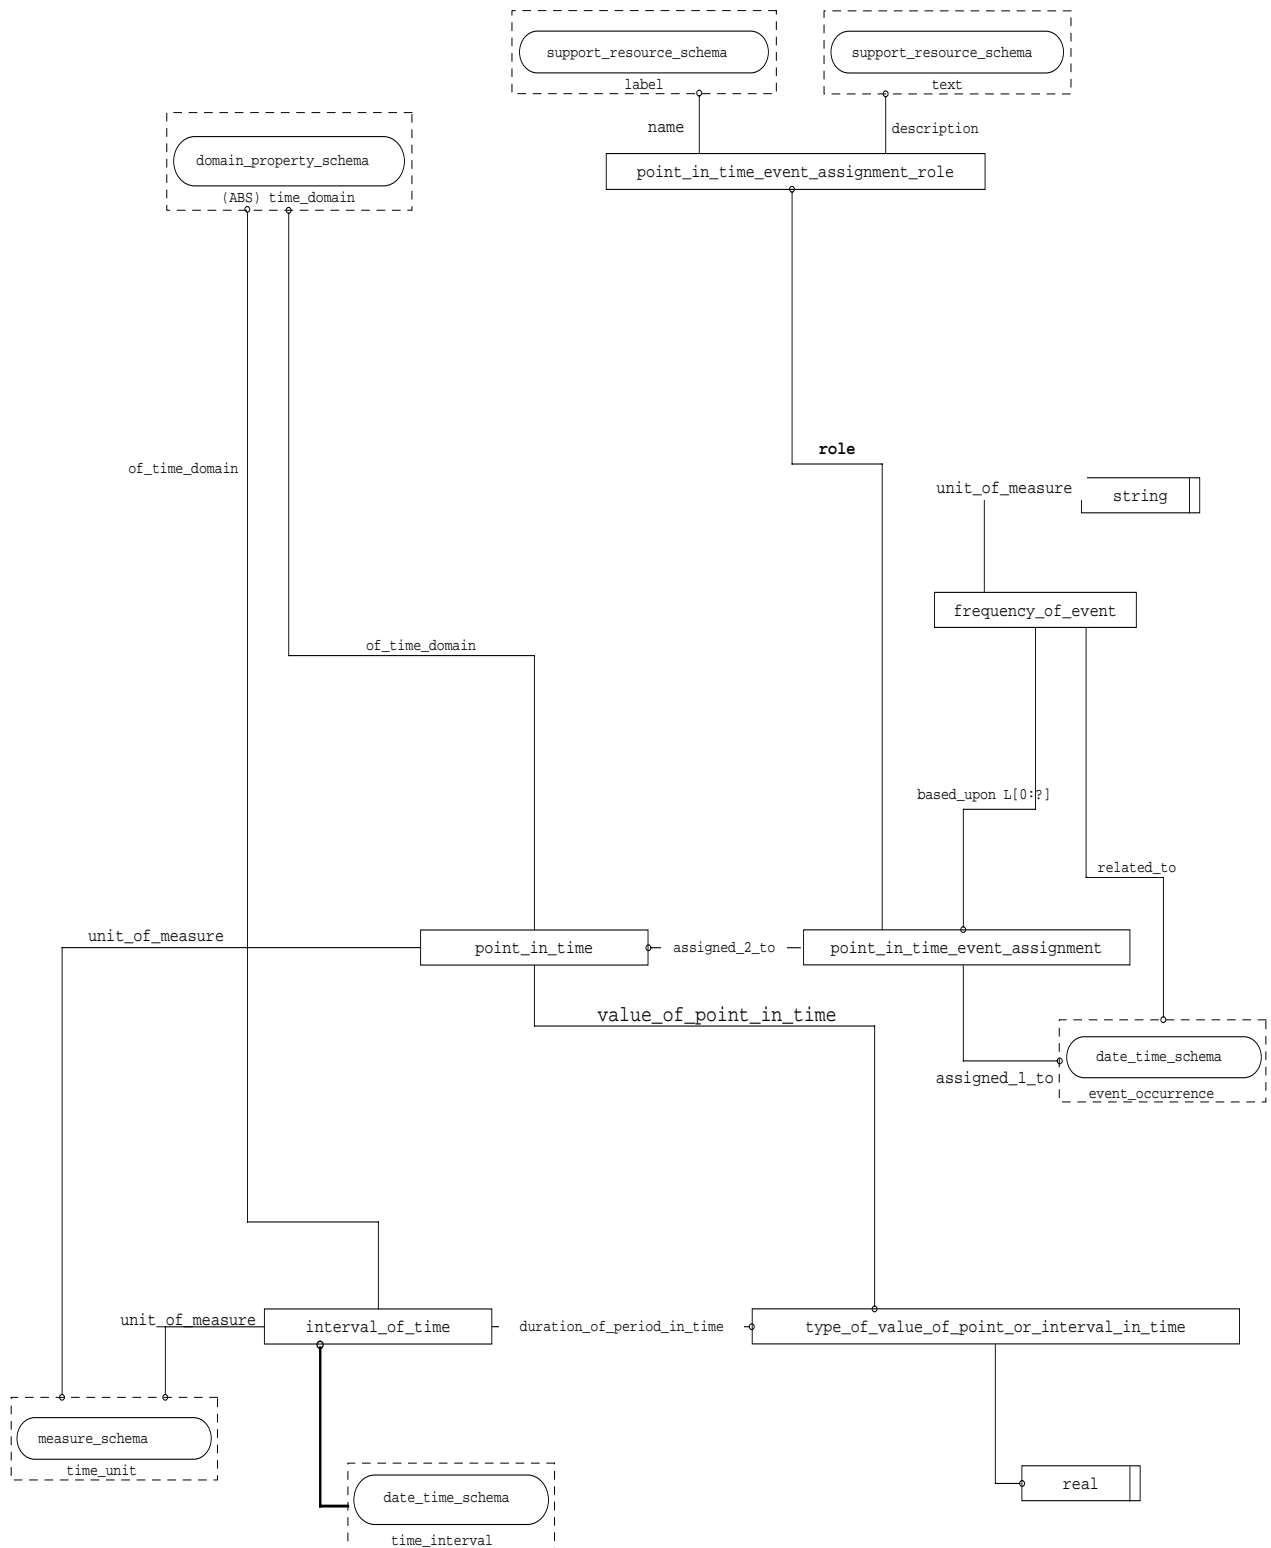 support_resource_schema
support_resource_schema
label
text
name
description
domain_property_schema
point_in_time_event_assignment_role
(ABS) time_domain
role
of_time_domain
unit_of_measure
string
frequency_of_event
of_time_domain
based_upon L[0:?]
related_to
unit_of_measure
point_in_time
assigned_2_to
point_in_time_event_assignment
value_of_point_in_time
date_time_schema
assigned_1_to
event_occurrence
unit_of_measure
interval_of_time
duration_of_period_in_time
type_of_value_of_point_or_interval_in_time
measure_schema
time_unit
real
date_time_schema
time_interval